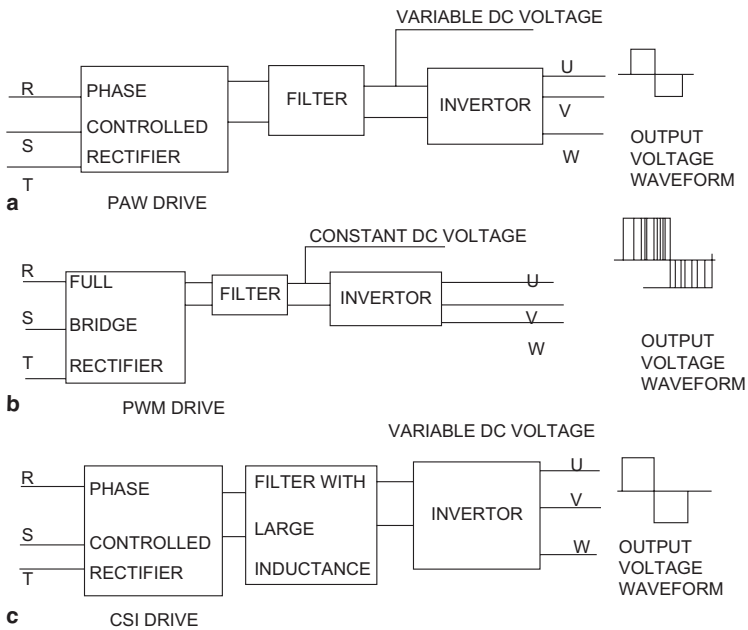 VARIABLE DC VOLTAGE
R
S
T
PHASE
CONTROLLED
RECTIFIER
FILTER
INVERTOR
U
V
W
OUTPUT
VOLTAGE
WAVEFORM
a
PAW DRIVE
CONSTANT DC VOLTAGE
R
S
T
FULL
BRIDGE
RECTIFIER
FILTER
INVERTOR
U
V
W
OUTPUT
VOLTAGE
WAVEFORM
b
PWM DRIVE
VARIABLE DC VOLTAGE
R
S
T
PHASE
CONTROLLED
RECTIFIER
FILTER WITH
LARGE
INDUCTANCE
INVERTOR
U
V
W
OUTPUT
VOLTAGE
WAVEFORM
c
CSI DRIVE